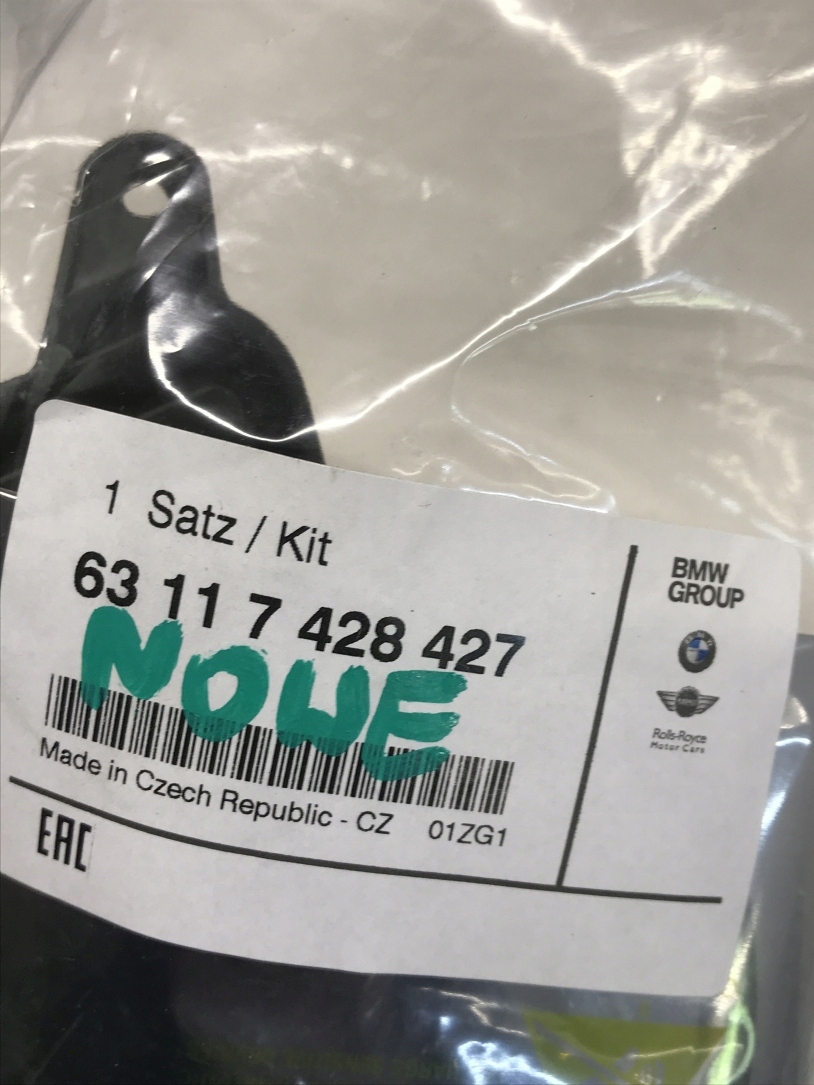 1 Satz / Kit
63 11 7 428 427
NOWE
Made in Czech Republic - CZ 01ZG1
EAC
BMW
GROUP
Rolls-Royce
Motor Cars